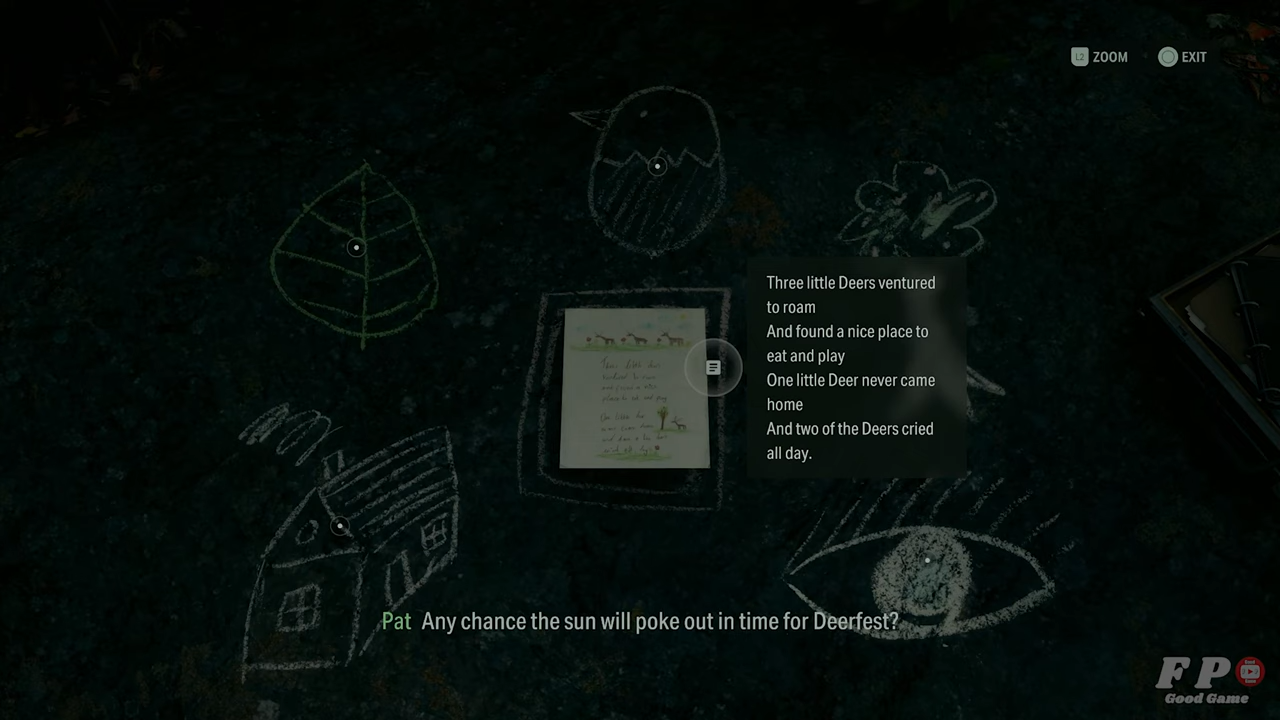 L2 ZOOM
EXIT
Three little Deers ventured
to roam
And found a nice place to
eat and play
One little Deer never came
home
And two of the Deers cried
all day.
Pat Any chance the sun will poke out in time for Deerfest?
FP
Good Game